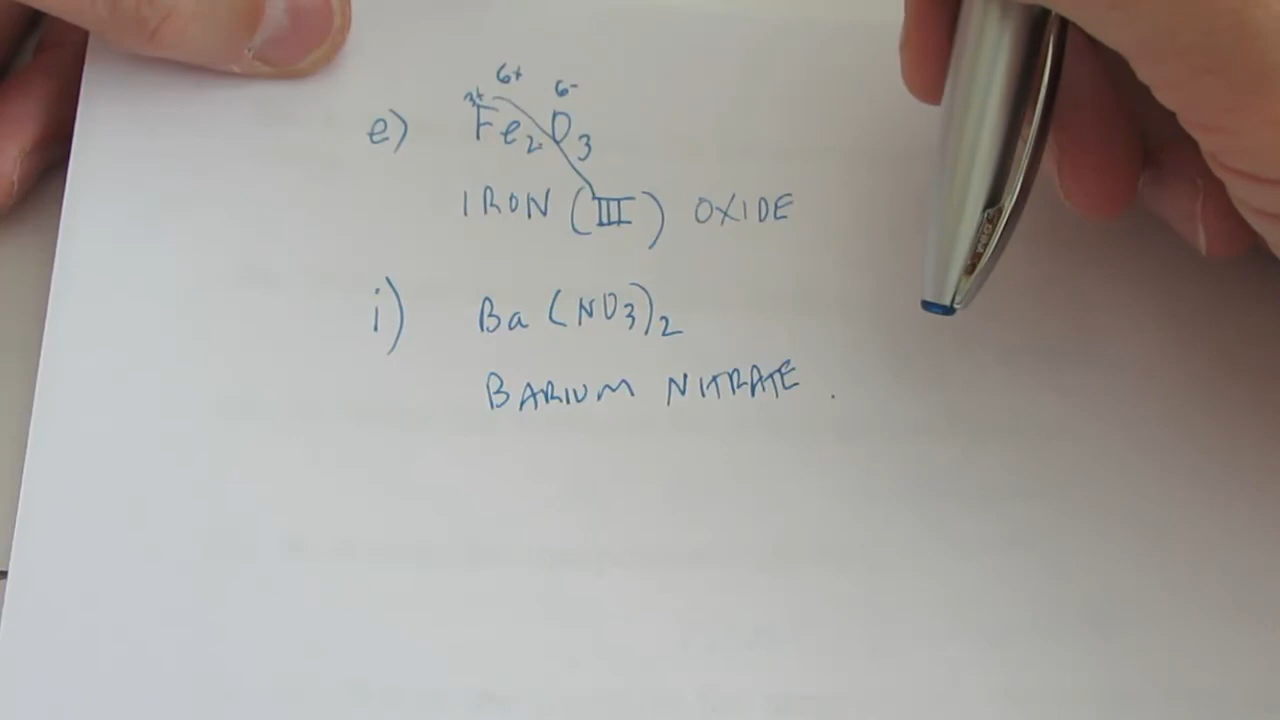 6+ 6-
3+
e) Fe2O3
IRON (III) OXIDE
i) Ba (NO3)2
BARIUM NITRATE.